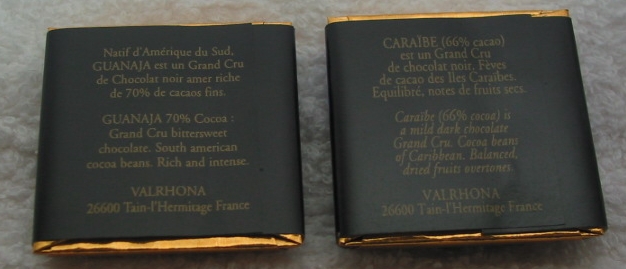 Natif d'Amérique du Sud,
GUANAJA est un Grand Cru
de Chocolat noir amer riche
de 70% de cacaos fins.
GUANAJA 70% Cocoa :
Grand Cru bittersweet
chocolate. South american
cocoa beans. Rich and intense.
VALRHONA
26600 Tain-l'Hermitage France
CARAÏBE (66% cacao)
est un Grand Cru
de chocolat noir. Fèves
de cacao des Iles Caraïbes.
Equilibré, notes de fruits secs.
Caraïbe (66% cocoa) is
a mild dark chocolate
Grand Cru. Cocoa beans
of Caribbean. Balanced,
dried fruits overtones.
VALRHONA
26600 Tain-l'Hermitage France